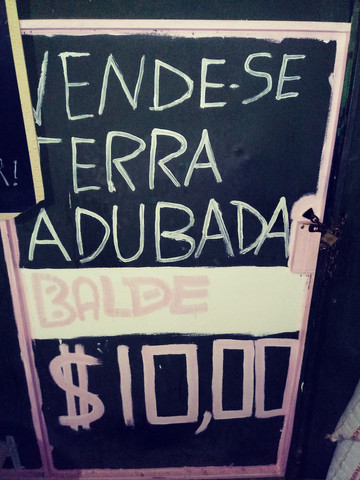 VENDE-SE
TERRA
ADUBADA
BALDE
$10,00